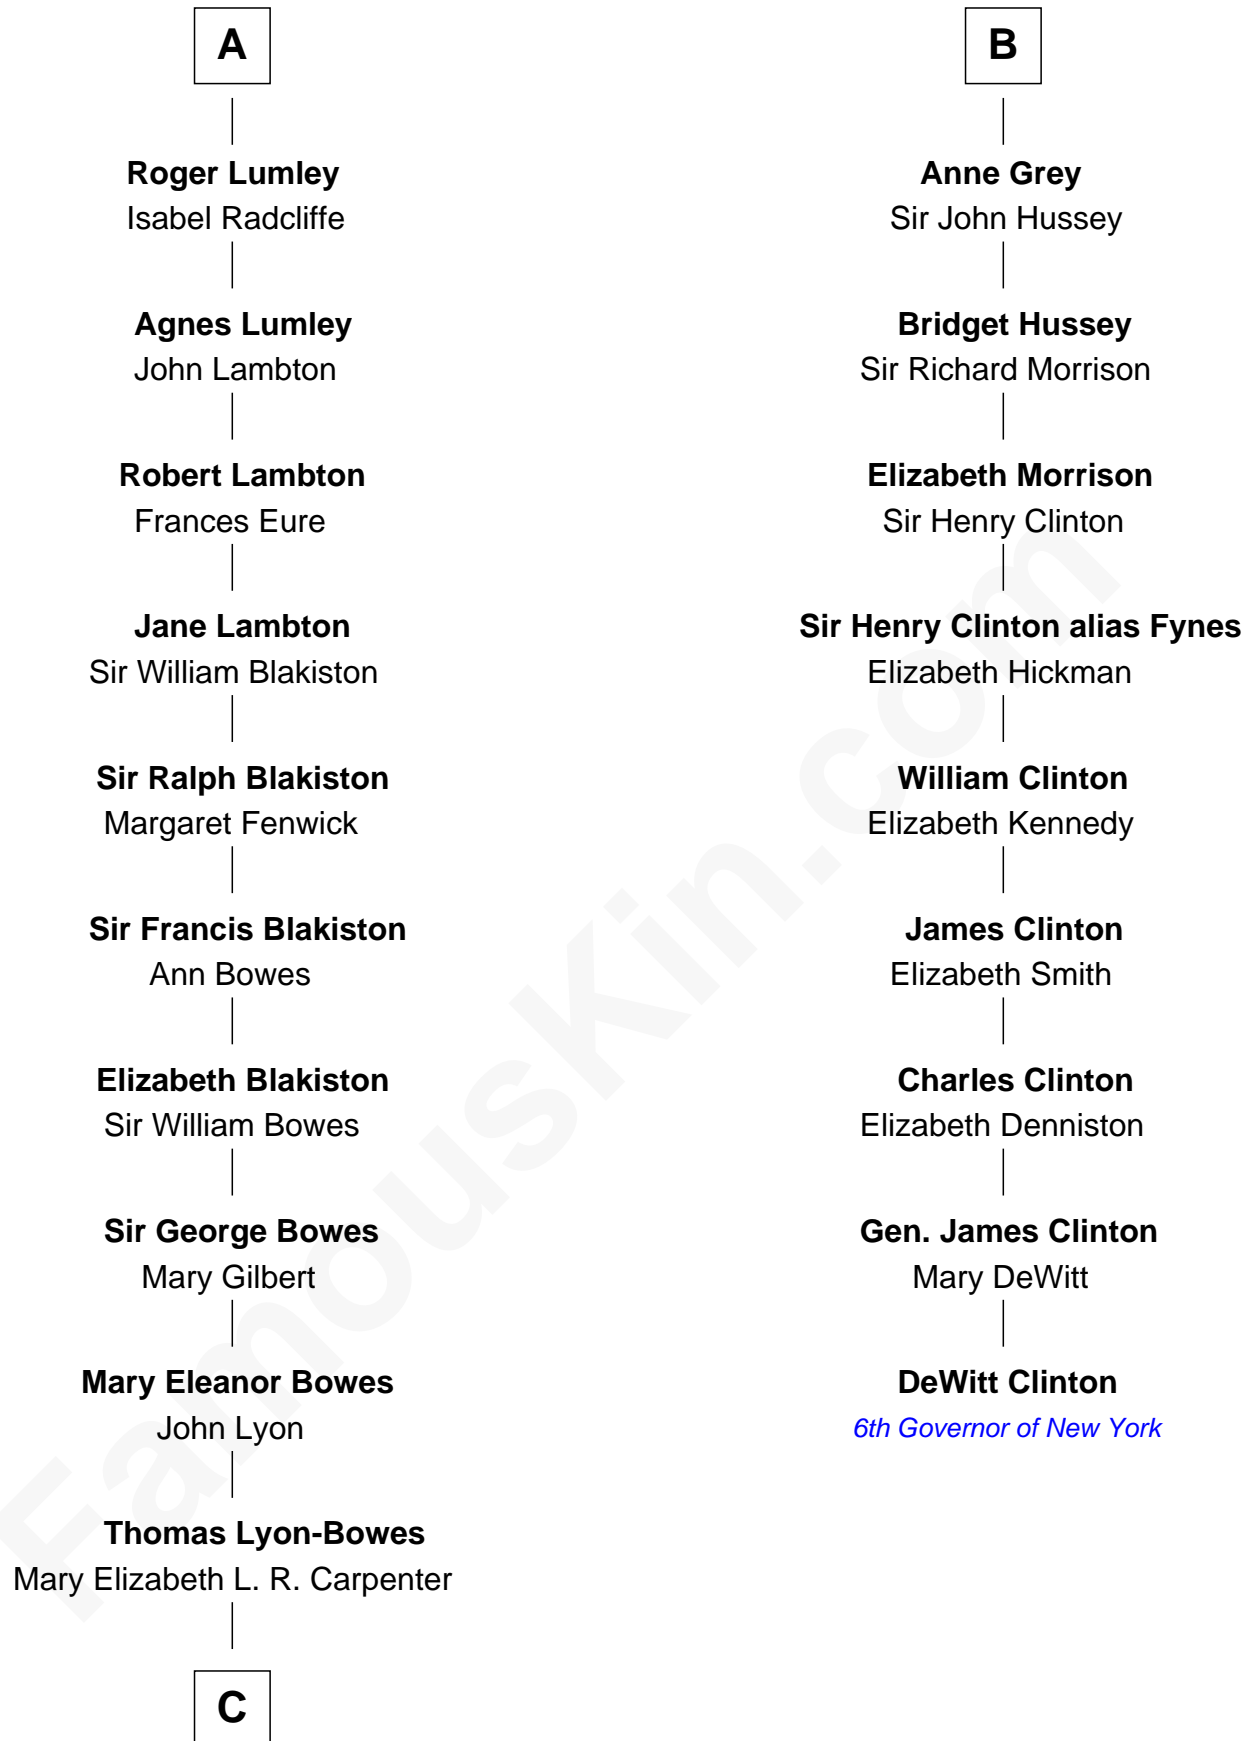 A
Roger Lumley
Isabel Radcliffe
Agnes Lumley
John Lambton
Robert Lambton
Frances Eure
Jane Lambton
Sir William Blakiston
Sir Ralph Blakiston
Margaret Fenwick
Sir Francis Blakiston
Ann Bowes
Elizabeth Blakiston
Sir William Bowes
Sir George Bowes
Mary Gilbert
Mary Eleanor Bowes
John Lyon
Thomas Lyon-Bowes
Mary Elizabeth L. R. Carpenter
C
B
Anne Grey
Sir John Hussey
Bridget Hussey
Sir Richard Morrison
Elizabeth Morrison
Sir Henry Clinton
Sir Henry Clinton alias Fynes
Elizabeth Hickman
William Clinton
Elizabeth Kennedy
James Clinton
Elizabeth Smith
Charles Clinton
Elizabeth Denniston
Gen. James Clinton
Mary DeWitt
DeWitt Clinton
6th Governor of New York
FamousKin.com